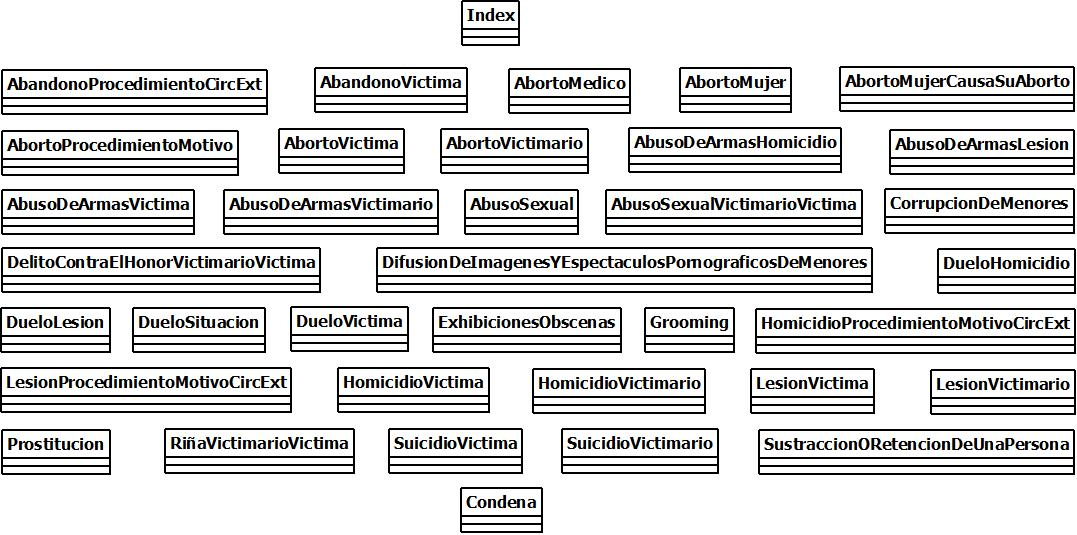 Index
AbandonoProcedimientoCircExt AbandonoVictima AbortoMedico AbortoMujer AbortoMujerCausaSuAborto
AbortoProcedimientoMotivo AbortoVictima AbortoVictimario AbusoDeArmasHomicidio AbusoDeArmasLesion
AbusoDeArmasVictima AbusoDeArmasVictimario AbusoSexual AbusoSexualVictimarioVictima CorrupcionDeMenores
DelitoContraElHonorVictimarioVictima DifusionDeImagenesYEspectaculosPornograficosDeMenores DueloHomicidio
DueloLesion DueloSituacion DueloVictima ExhibicionesObscenas Grooming HomicidioProcedimientoMotivoCircExt
LesionProcedimientoMotivoCircExt HomicidioVictima HomicidioVictimario LesionVictima LesionVictimario
Prostitucion RiñaVictimarioVictima SuicidioVictima SuicidioVictimario SustraccionORetencionDeUnaPersona
Condena